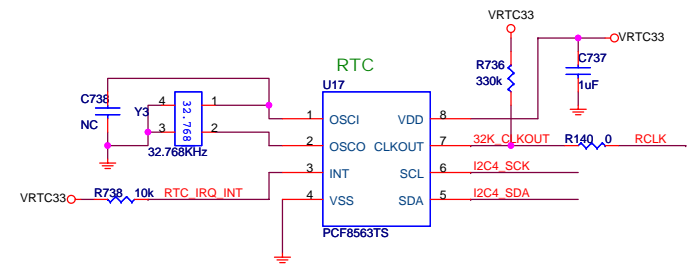 VRTC33
VRTC33
RTC
R736
330k
C737
1uF
U17
C738
NC
Y3
4
3
32.768
1
2
32.768KHz
1
OSCI
VDD
8
2
OSCO
CLKOUT
7
32K_CLKOUT
R140
0
RCLK
3
INT
SCL
6
I2C4_SCK
4
VSS
SDA
5
I2C4_SDA
VRTC33
R738
10k
RTC_IRQ_INT
PCF8563TS